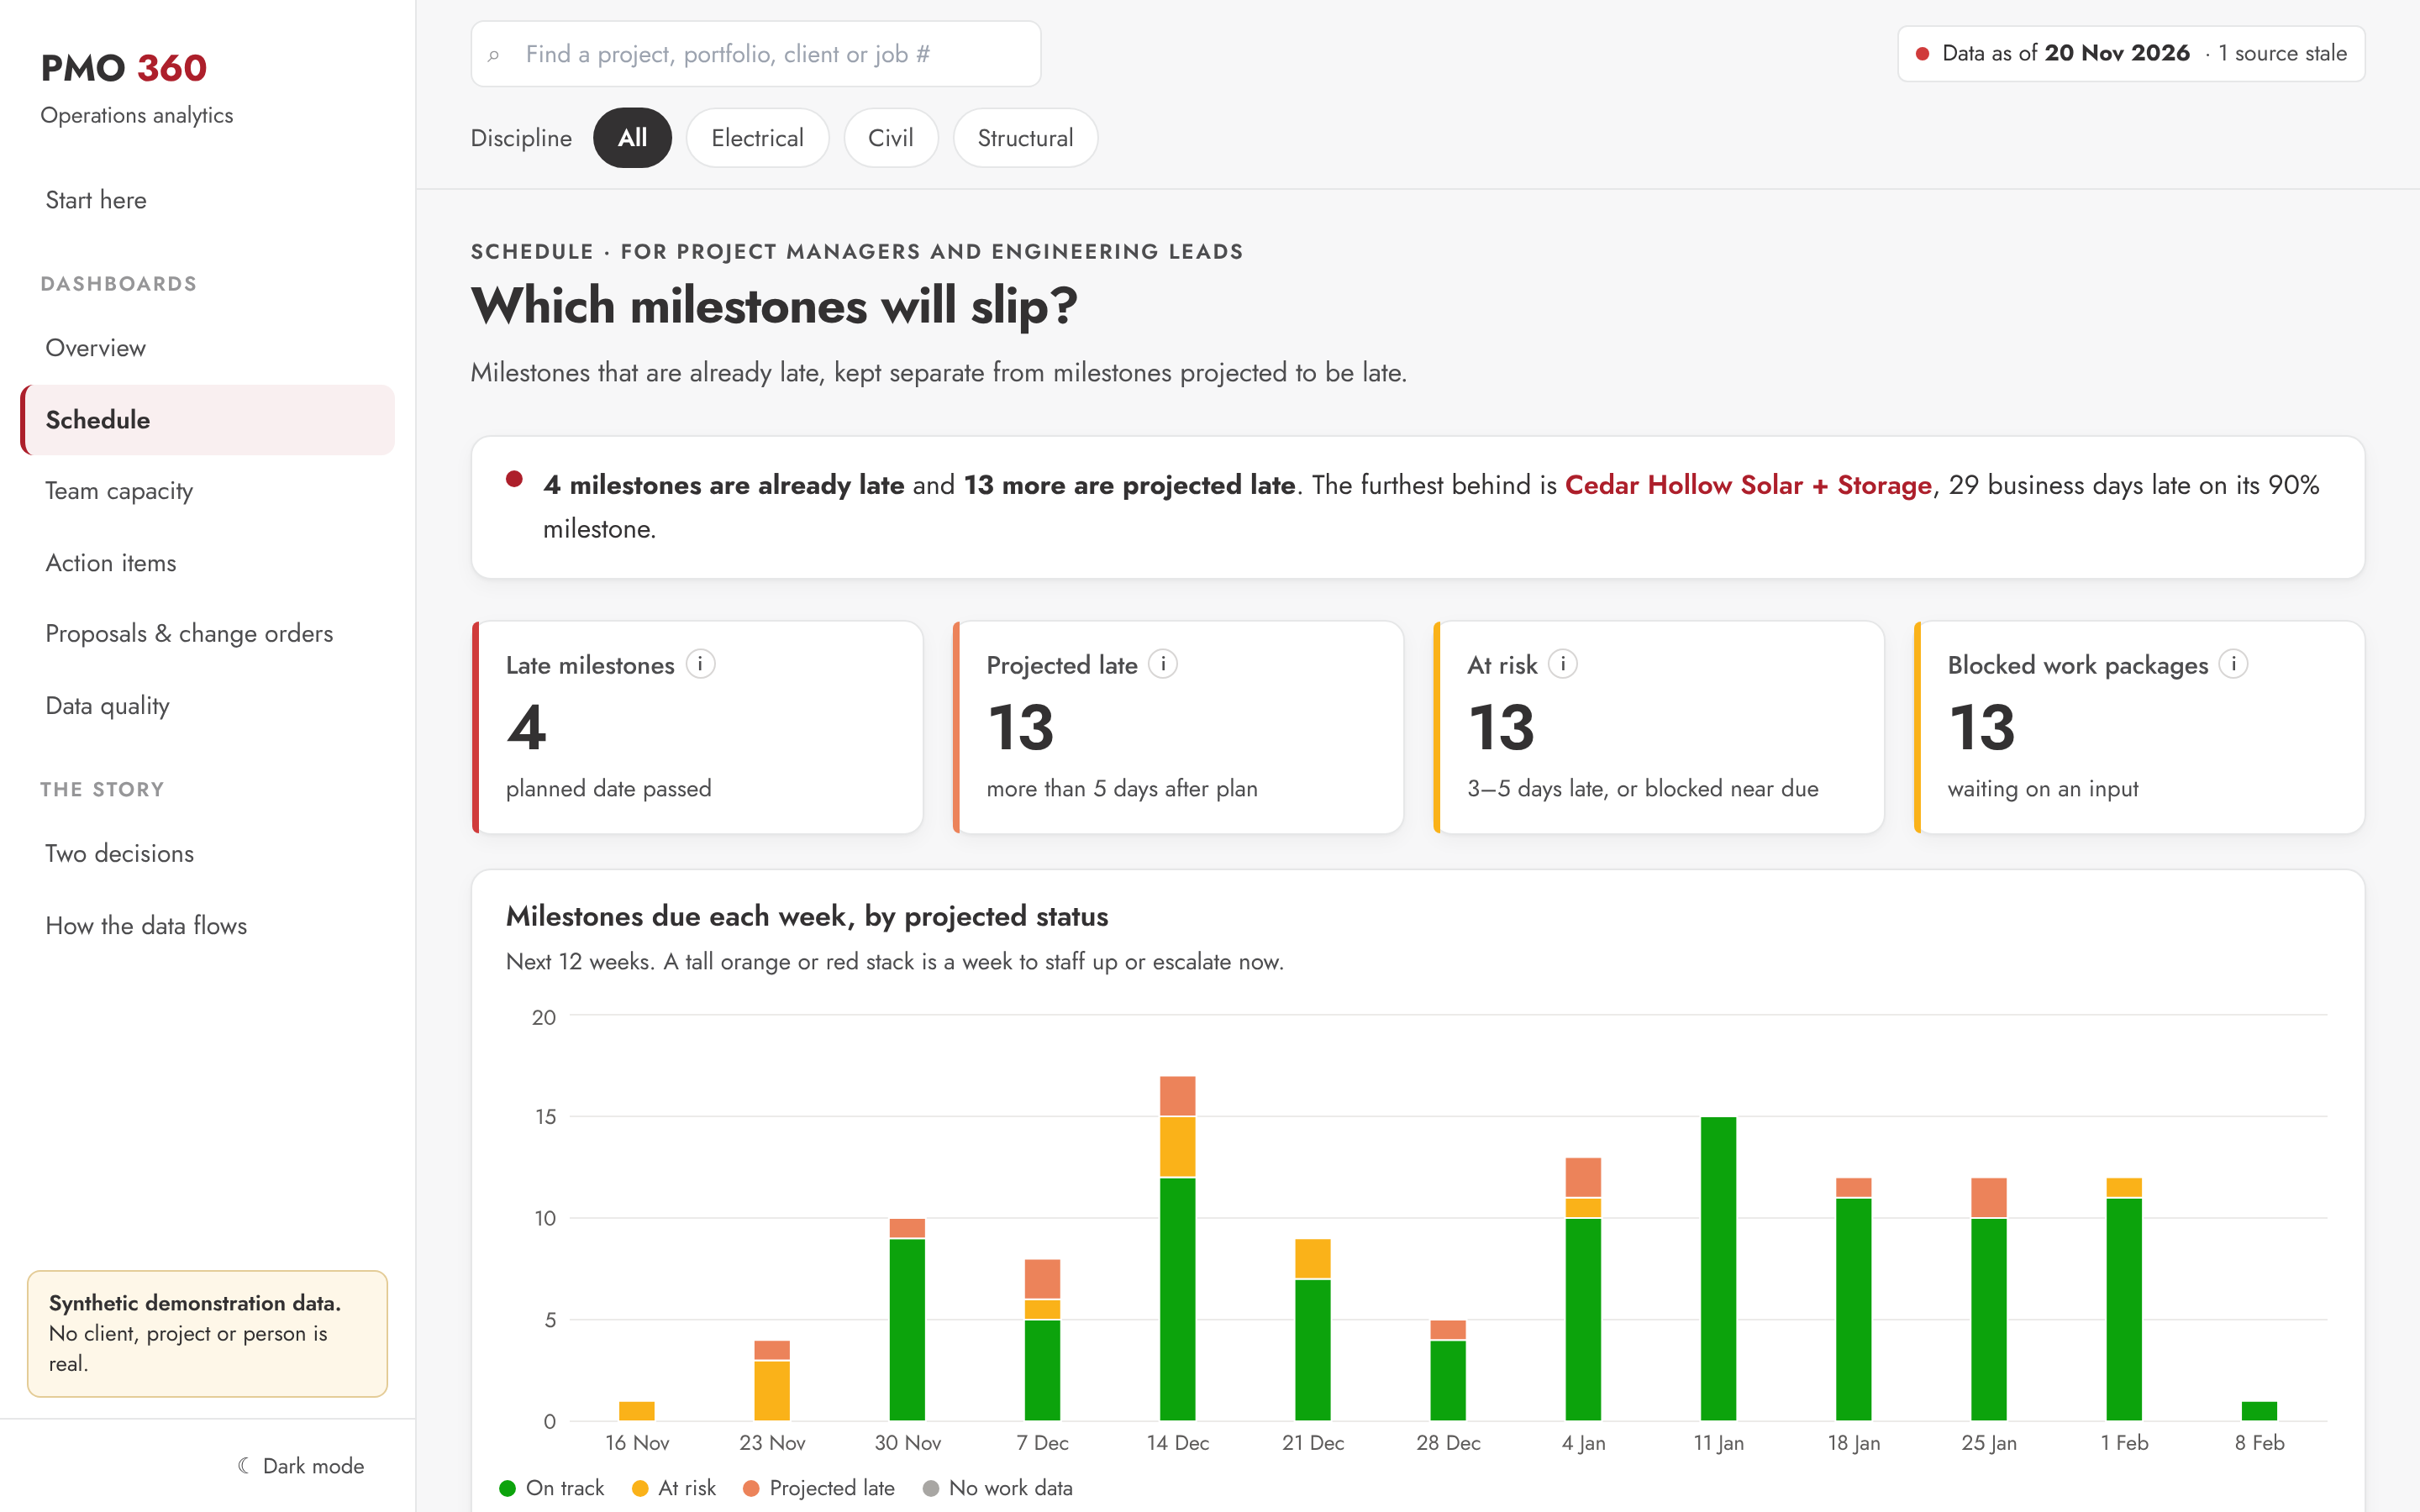 PMO 360
Operations analytics
Start here
DASHBOARDS
Overview
Schedule
Team capacity
Action items
Proposals & change orders
Data quality
THE STORY
Two decisions
How the data flows
Synthetic demonstration data.
No client, project or person is
real.
☾ Dark mode
Find a project, portfolio, client or job #
Data as of 20 Nov 2026 · 1 source stale
Discipline All Electrical Civil Structural
SCHEDULE · FOR PROJECT MANAGERS AND ENGINEERING LEADS
Which milestones will slip?
Milestones that are already late, kept separate from milestones projected to be late.
4 milestones are already late and 13 more are projected late. The furthest behind is Cedar Hollow Solar + Storage, 29 business days late on its 90%
milestone.
Late milestones i
4
planned date passed
Projected late i
13
more than 5 days after plan
At risk i
13
3–5 days late, or blocked near due
Blocked work packages i
13
waiting on an input
Milestones due each week, by projected status
Next 12 weeks. A tall orange or red stack is a week to staff up or escalate now.
20
15
10
5
0
16 Nov 23 Nov 30 Nov 7 Dec 14 Dec 21 Dec 28 Dec 4 Jan 11 Jan 18 Jan 25 Jan 1 Feb 8 Feb
On track At risk Projected late No work data